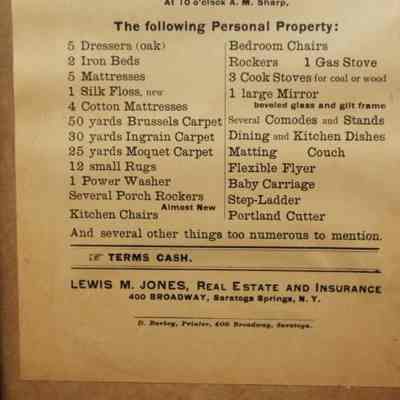 At 10 o'clock A. M. Sharp,
The following Personal Property:
5 Dressers (oak)
2 Iron Beds
5 Mattresses
1 Silk Floss, new
4 Cotton Mattresses
50 yards Brussels Carpet
30 yards Ingrain Carpet
25 yards Moquet Carpet
12 small Rugs
1 Power Washer
Several Porch Rockers
Almost New
Kitchen Chairs
Bedroom Chairs
Rockers 1 Gas Stove
3 Cook Stoves for coal or wood
1 large Mirror
beveled glass and gilt frame
Several Comodes and Stands
Dining and Kitchen Dishes
Matting Couch
Flexible Flyer
Baby Carriage
Step-Ladder
Portland Cutter
And several other things too numerous to mention.
☞ TERMS CASH.
LEWIS M. JONES, REAL ESTATE AND INSURANCE
400 BROADWAY, Saratoga Springs, N. Y.
D. Burley, Printer, 400 Broadway, Saratoga.